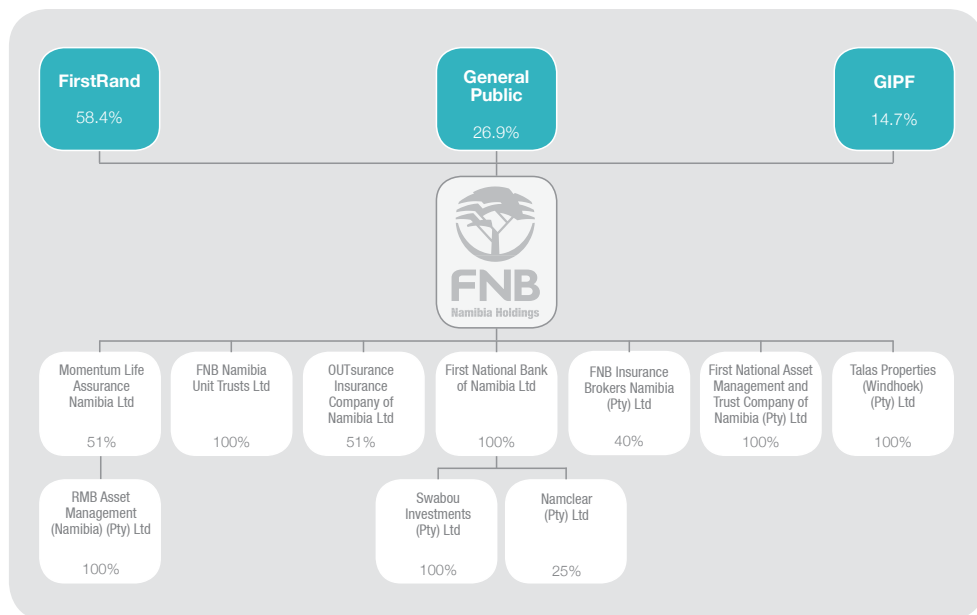 FirstRand
58.4%
General
Public
26.9%
GIPF
14.7%
FNB
Namibia Holdings
Momentum Life
Assurance
Namibia Ltd
51%
FNB Namibia
Unit Trusts Ltd
100%
OUTsurance
Insurance
Company of
Namibia Ltd
51%
First National Bank
of Namibia Ltd
100%
FNB Insurance
Brokers Namibia
(Pty) Ltd
40%
First National Asset
Management and
Trust Company of
Namibia (Pty) Ltd
100%
Talas Properties
(Windhoek)
(Pty) Ltd
100%
RMB Asset
Management
(Namibia) (Pty) Ltd
100%
Swabou
Investments
(Pty) Ltd
100%
Namclear
(Pty) Ltd
25%